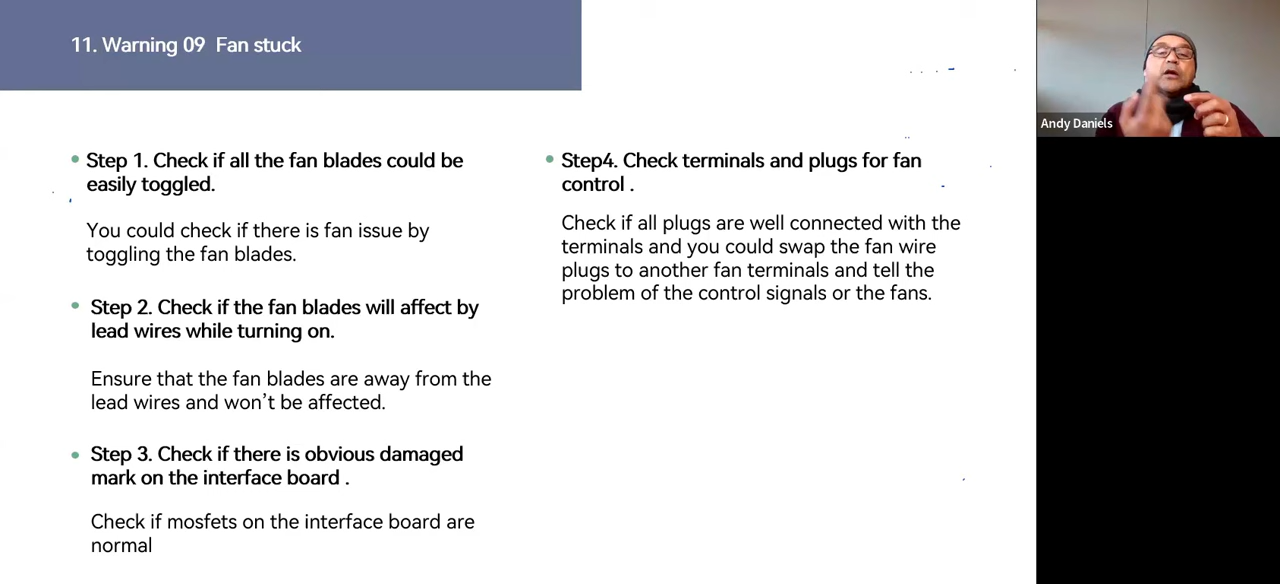 11. Warning 09 Fan stuck
Step 1. Check if all the fan blades could be
easily toggled.
You could check if there is fan issue by
toggling the fan blades.
Step 2. Check if the fan blades will affect by
lead wires while turning on.
Ensure that the fan blades are away from the
lead wires and won't be affected.
Step 3. Check if there is obvious damaged
mark on the interface board .
Check if mosfets on the interface board are
normal
Step4. Check terminals and plugs for fan
control .
Check if all plugs are well connected with the
terminals and you could swap the fan wire
plugs to another fan terminals and tell the
problem of the control signals or the fans.
Andy Daniels